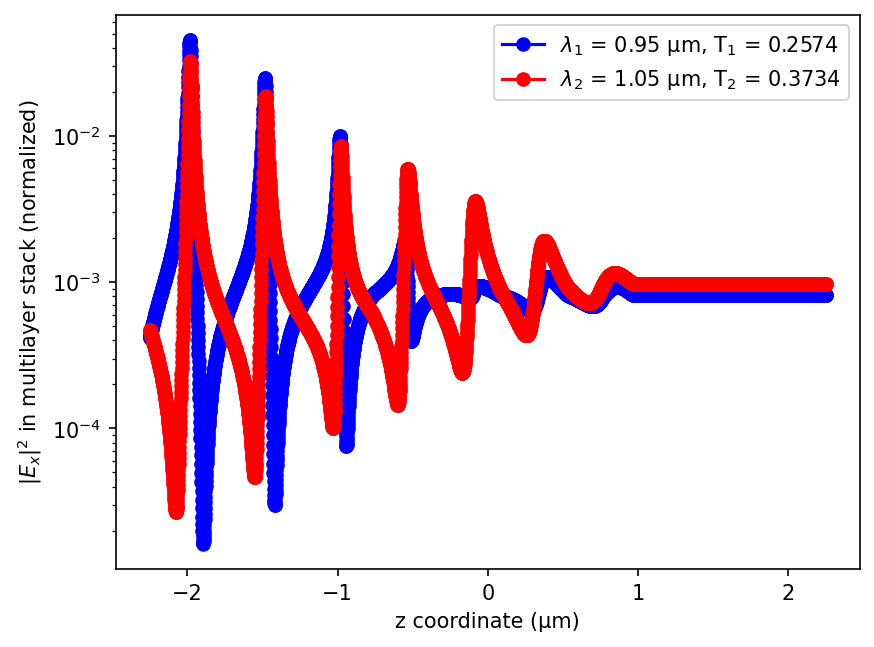 λ₁ = 0.95 μm, T₁ = 0.2574
λ₂ = 1.05 μm, T₂ = 0.3734
|Eₓ|² in multilayer stack (normalized)
10⁻²
10⁻³
10⁻⁴
−2 −1 0 1 2
z coordinate (μm)